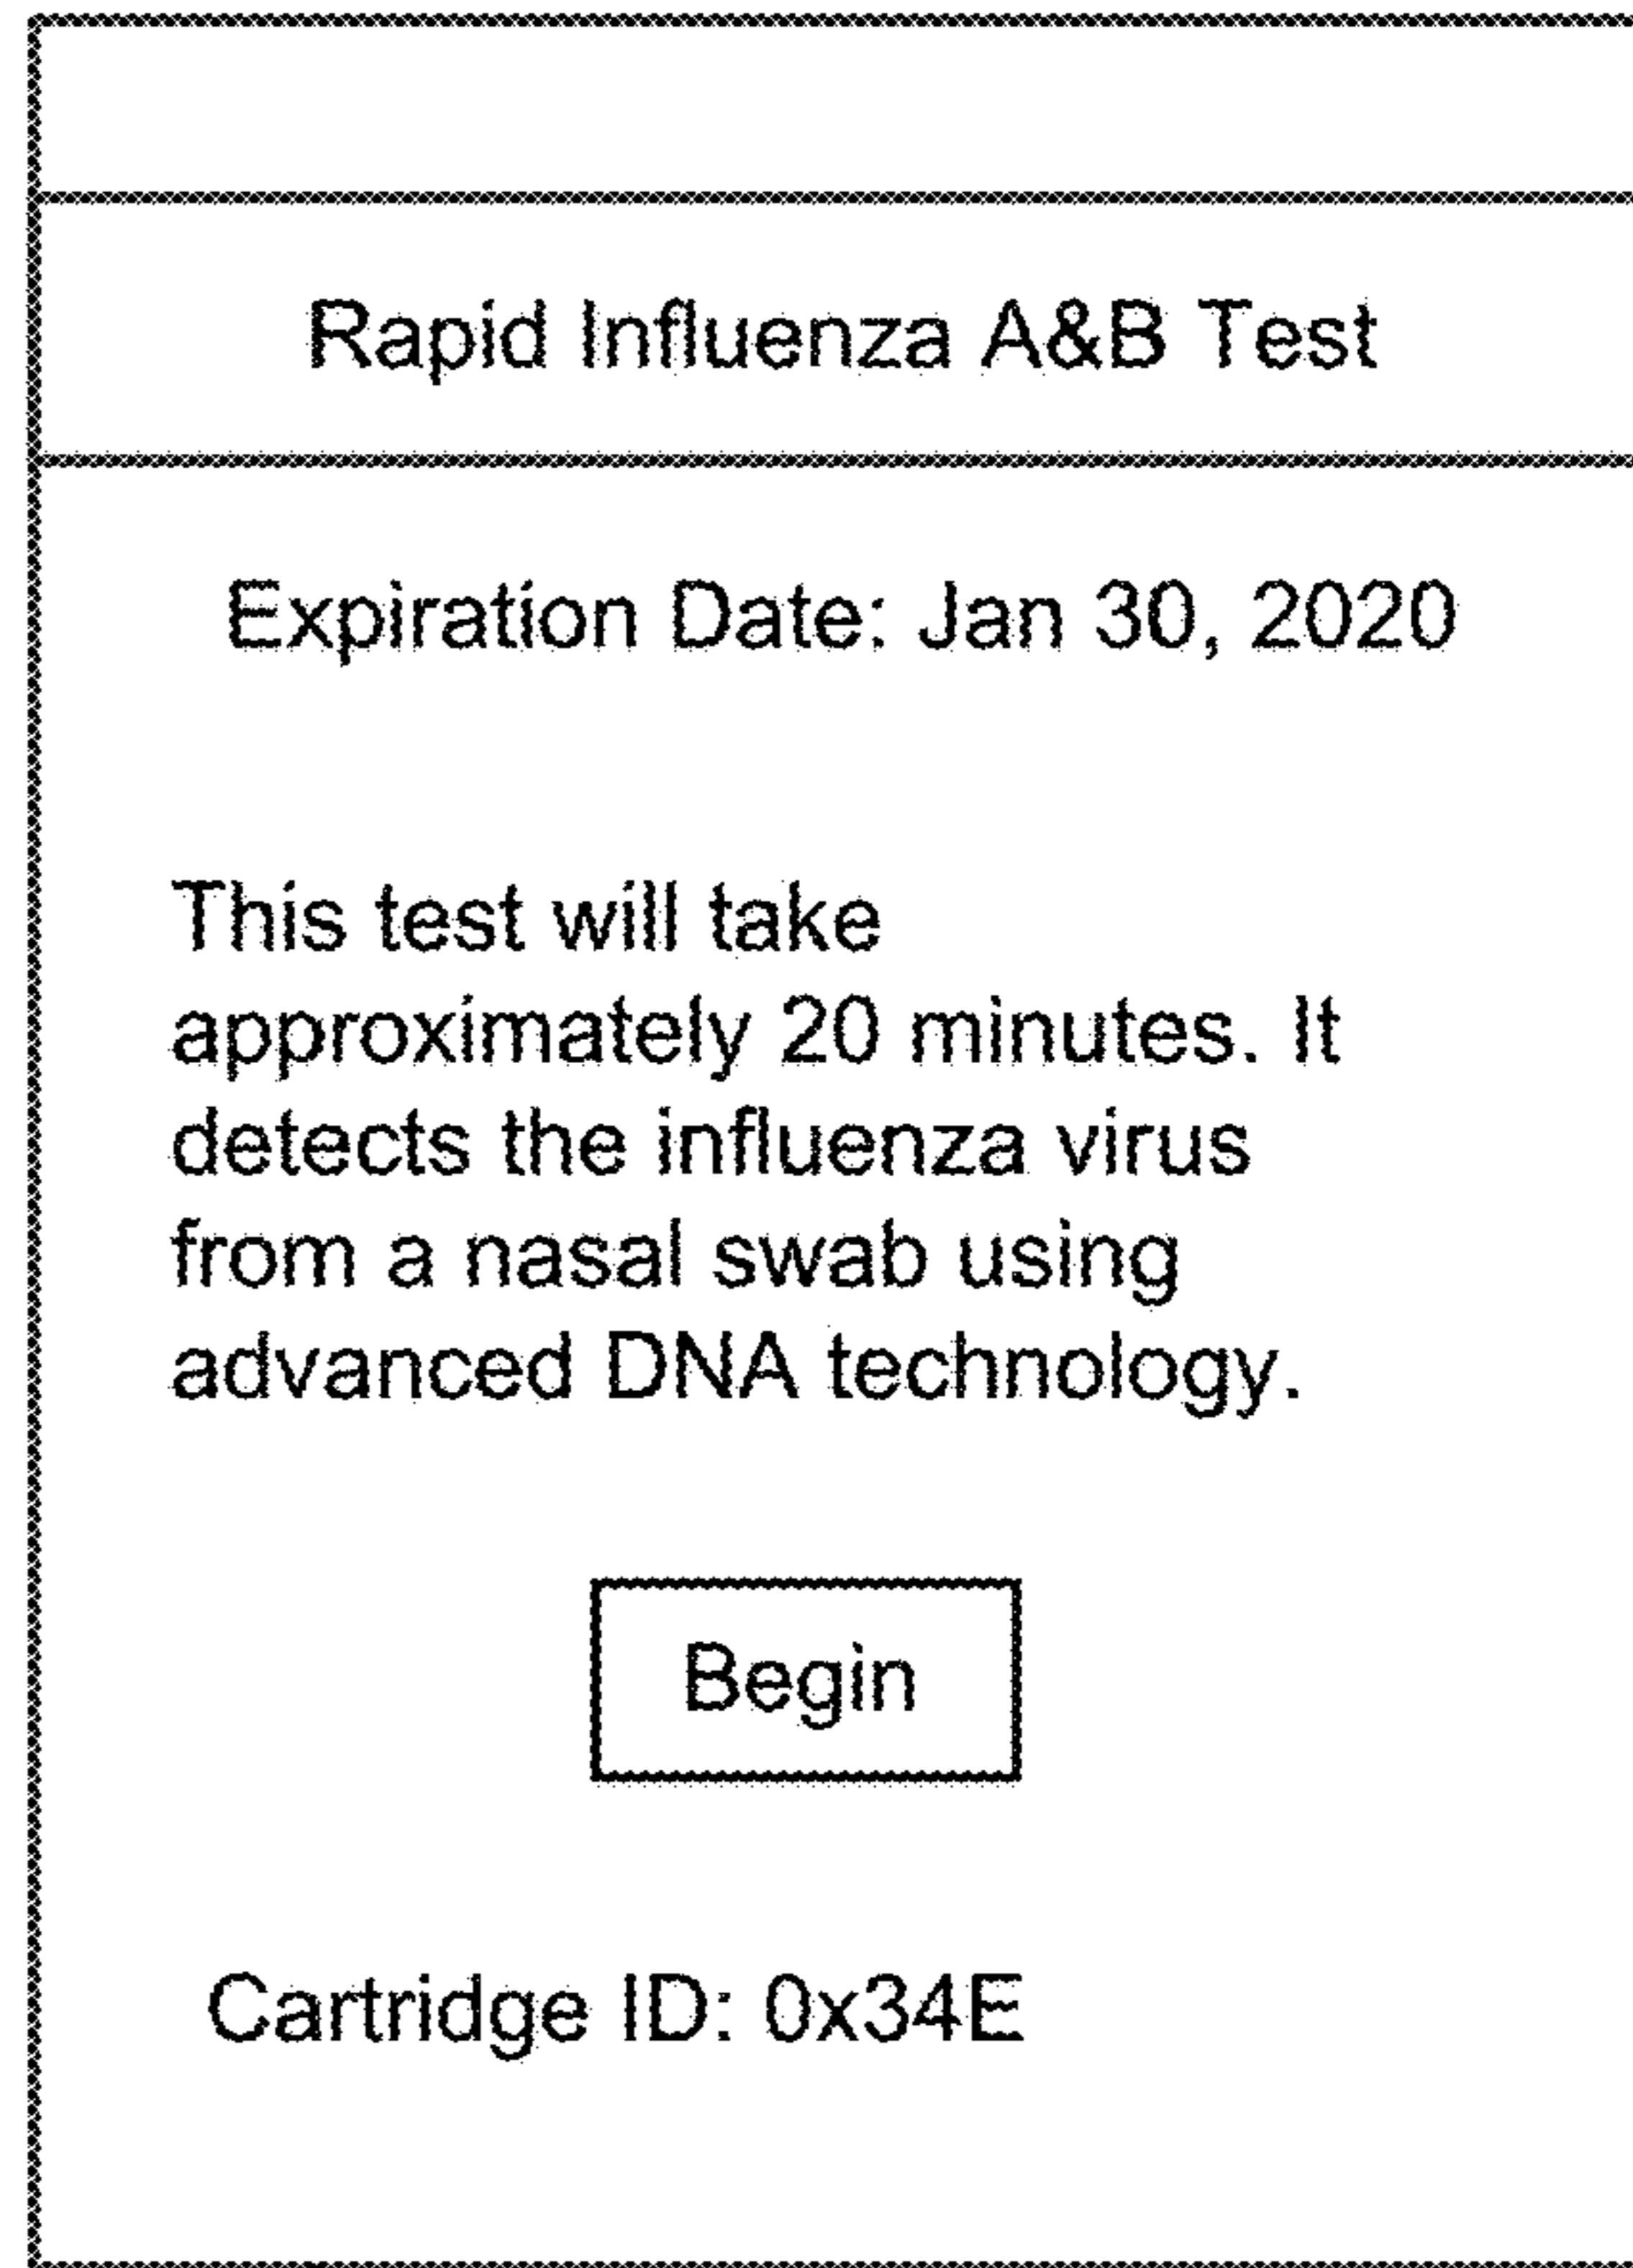 Rapid Influenza A&B Test
Expiration Date: Jan 30, 2020
This test will take
approximately 20 minutes. It
detects the influenza virus
from a nasal swab using
advanced DNA technology.
Begin
Cartridge ID: 0x34E